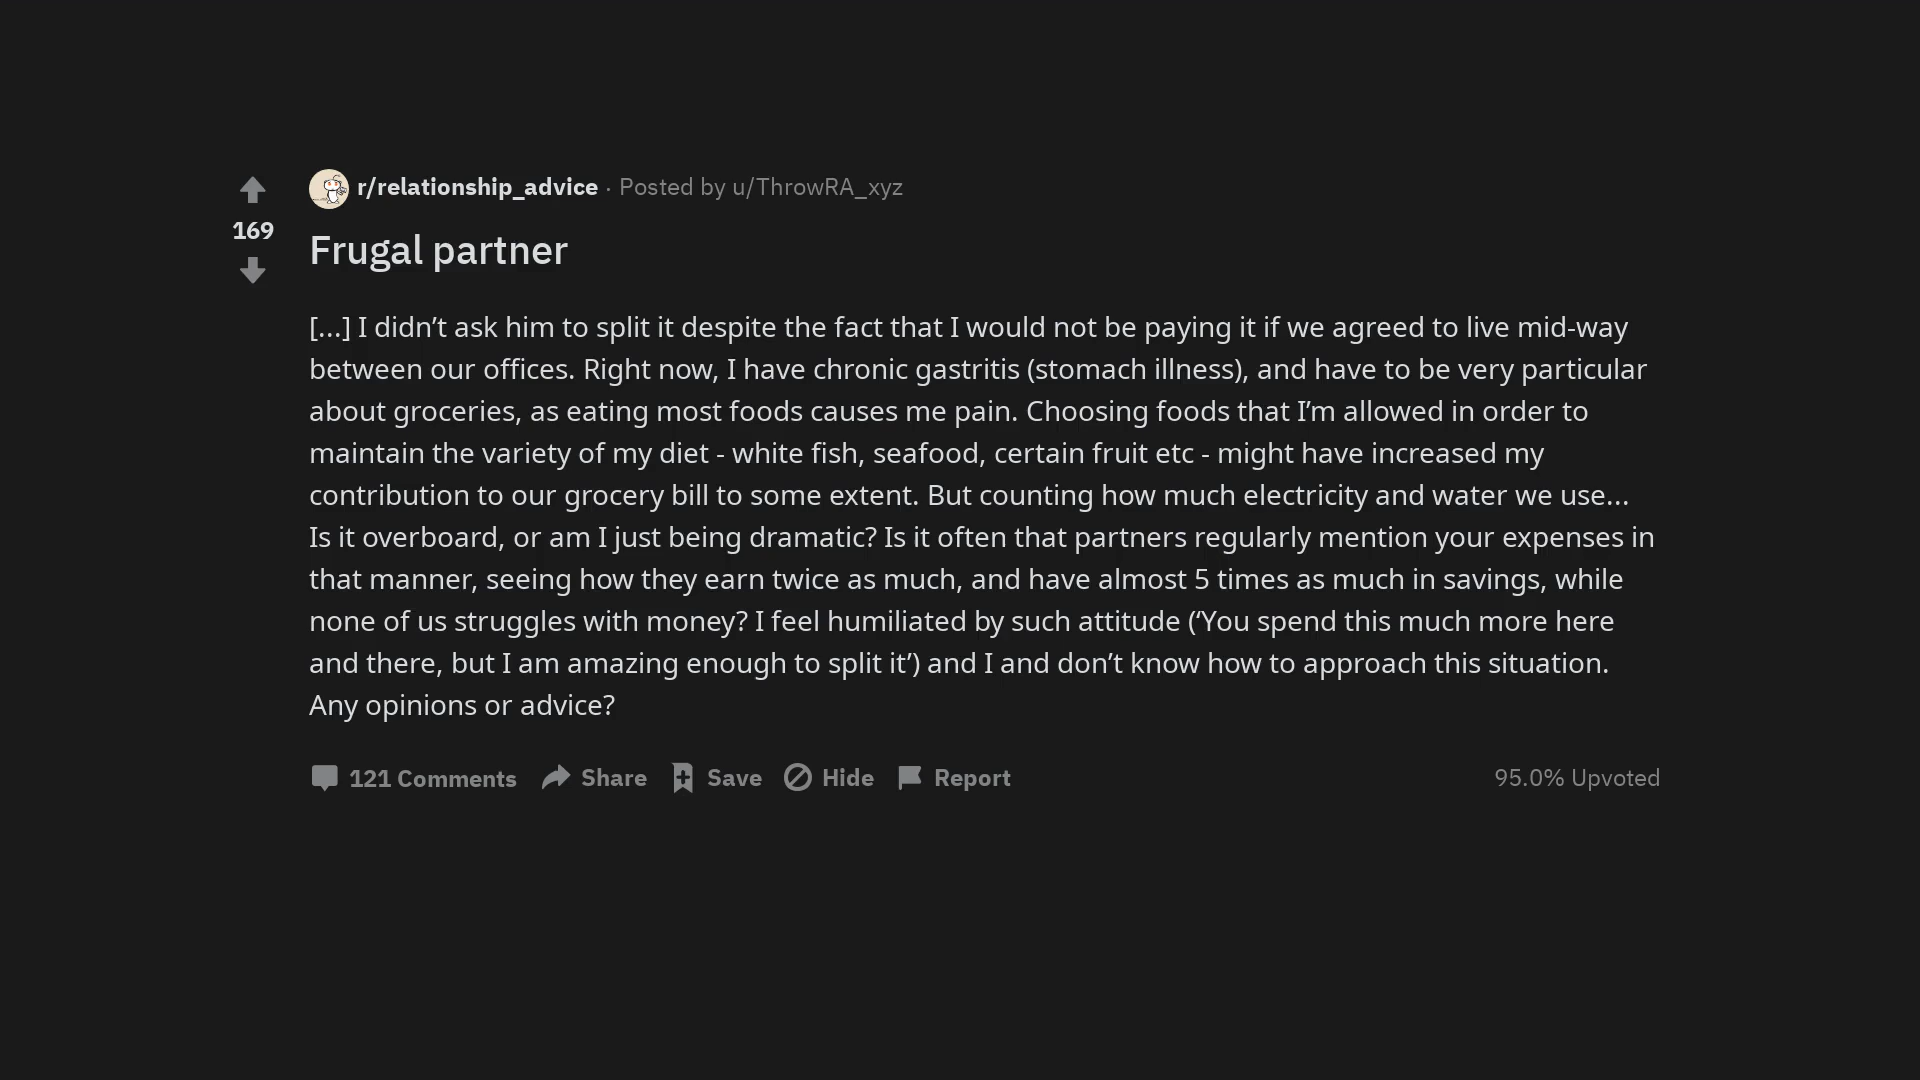 r/relationship_advice · Posted by u/ThrowRA_xyz
169
Frugal partner
[...] I didn’t ask him to split it despite the fact that I would not be paying it if we agreed to live mid-way
between our offices. Right now, I have chronic gastritis (stomach illness), and have to be very particular
about groceries, as eating most foods causes me pain. Choosing foods that I’m allowed in order to
maintain the variety of my diet - white fish, seafood, certain fruit etc - might have increased my
contribution to our grocery bill to some extent. But counting how much electricity and water we use...
Is it overboard, or am I just being dramatic? Is it often that partners regularly mention your expenses in
that manner, seeing how they earn twice as much, and have almost 5 times as much in savings, while
none of us struggles with money? I feel humiliated by such attitude (‘You spend this much more here
and there, but I am amazing enough to split it’) and I and don’t know how to approach this situation.
Any opinions or advice?
121 Comments Share Save Hide Report 95.0% Upvoted